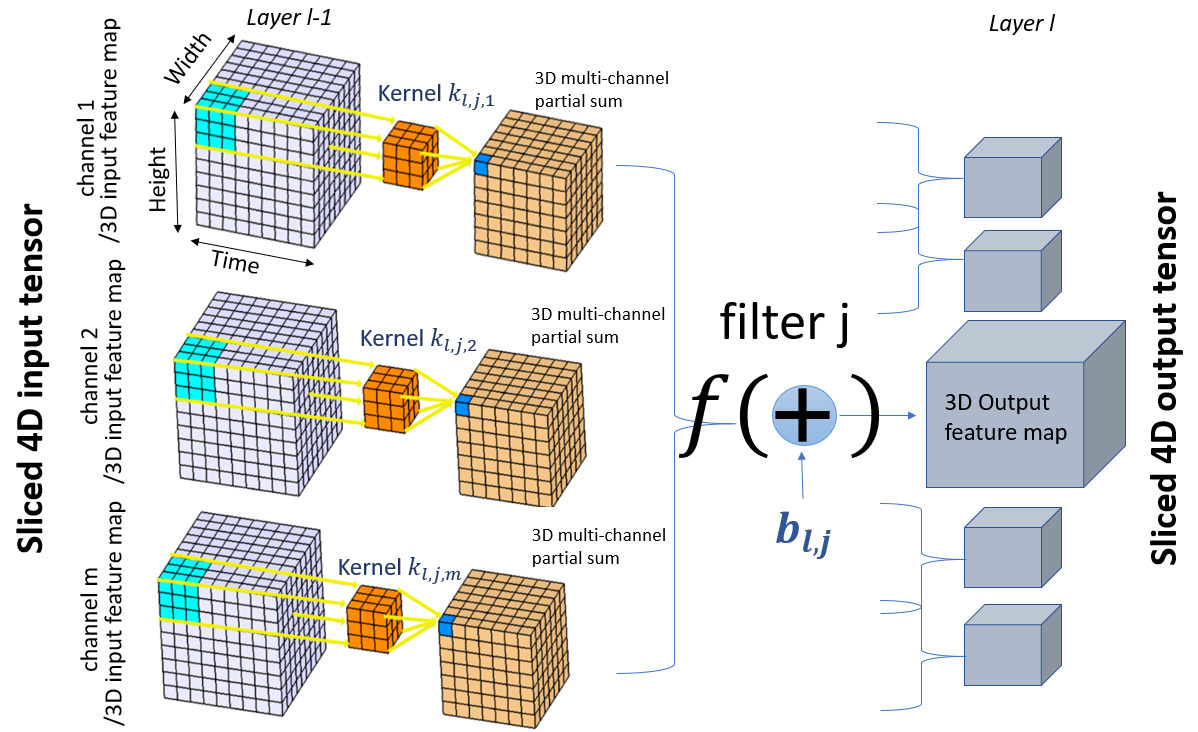 Sliced 4D input tensor
Layer l-1
channel 1
/3D input feature map
Width
Height
Time
Kernel k_{l,j,1}
3D multi-channel
partial sum
channel 2
/3D input feature map
Kernel k_{l,j,2}
3D multi-channel
partial sum
channel m
/3D input feature map
Kernel k_{l,j,m}
3D multi-channel
partial sum
filter j
f(+)
b_{l,j}
Layer l
3D Output
feature map
Sliced 4D output tensor